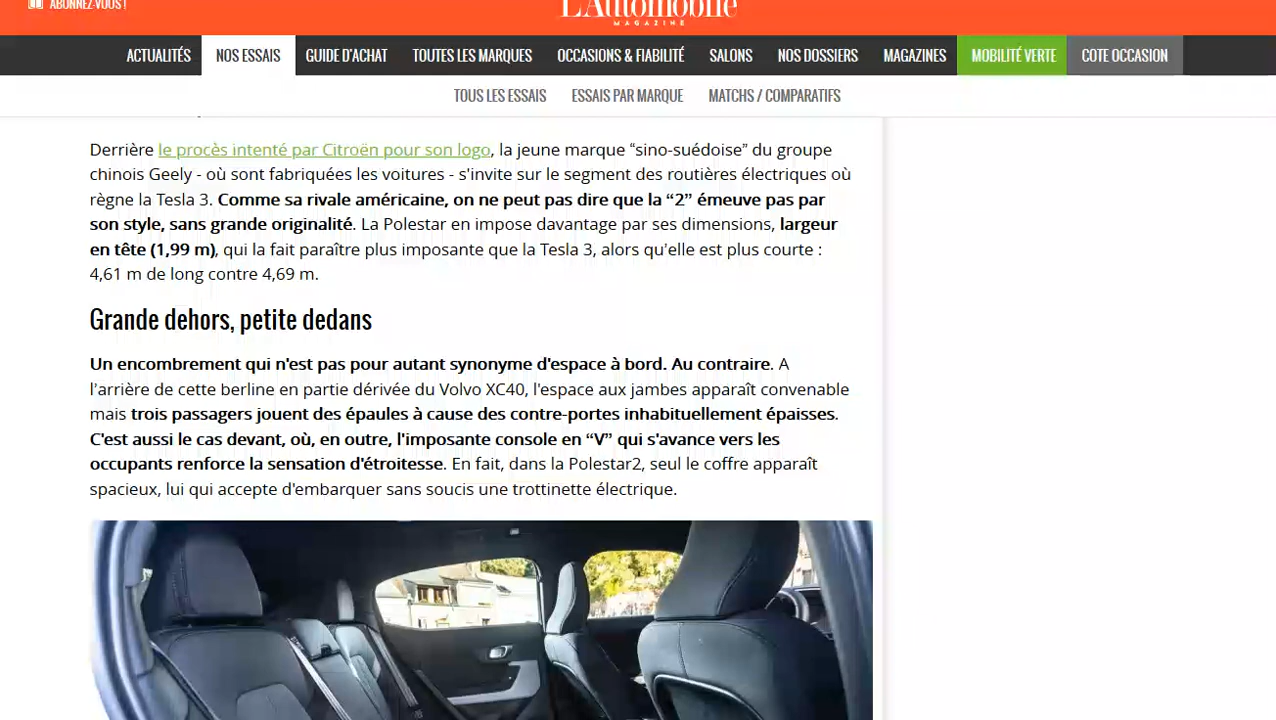 ABONNEZ-VOUS !
L'Automobile
MAGAZINE
ACTUALITÉS NOS ESSAIS GUIDE D'ACHAT TOUTES LES MARQUES OCCASIONS & FIABILITÉ SALONS NOS DOSSIERS MAGAZINES MOBILITÉ VERTE COTE OCCASION
TOUS LES ESSAIS ESSAIS PAR MARQUE MATCHS / COMPARATIFS
Derrière le procès intenté par Citroën pour son logo, la jeune marque “sino-suédoise” du groupe
chinois Geely - où sont fabriquées les voitures - s'invite sur le segment des routières électriques où
règne la Tesla 3. Comme sa rivale américaine, on ne peut pas dire que la “2” émeuve pas par
son style, sans grande originalité. La Polestar en impose davantage par ses dimensions, largeur
en tête (1,99 m), qui la fait paraître plus imposante que la Tesla 3, alors qu’elle est plus courte :
4,61 m de long contre 4,69 m.
Grande dehors, petite dedans
Un encombrement qui n'est pas pour autant synonyme d'espace à bord. Au contraire. A
l’arrière de cette berline en partie dérivée du Volvo XC40, l'espace aux jambes apparaît convenable
mais trois passagers jouent des épaules à cause des contre-portes inhabituellement épaisses.
C'est aussi le cas devant, où, en outre, l'imposante console en “V” qui s'avance vers les
occupants renforce la sensation d'étroitesse. En fait, dans la Polestar2, seul le coffre apparaît
spacieux, lui qui accepte d'embarquer sans soucis une trottinette électrique.